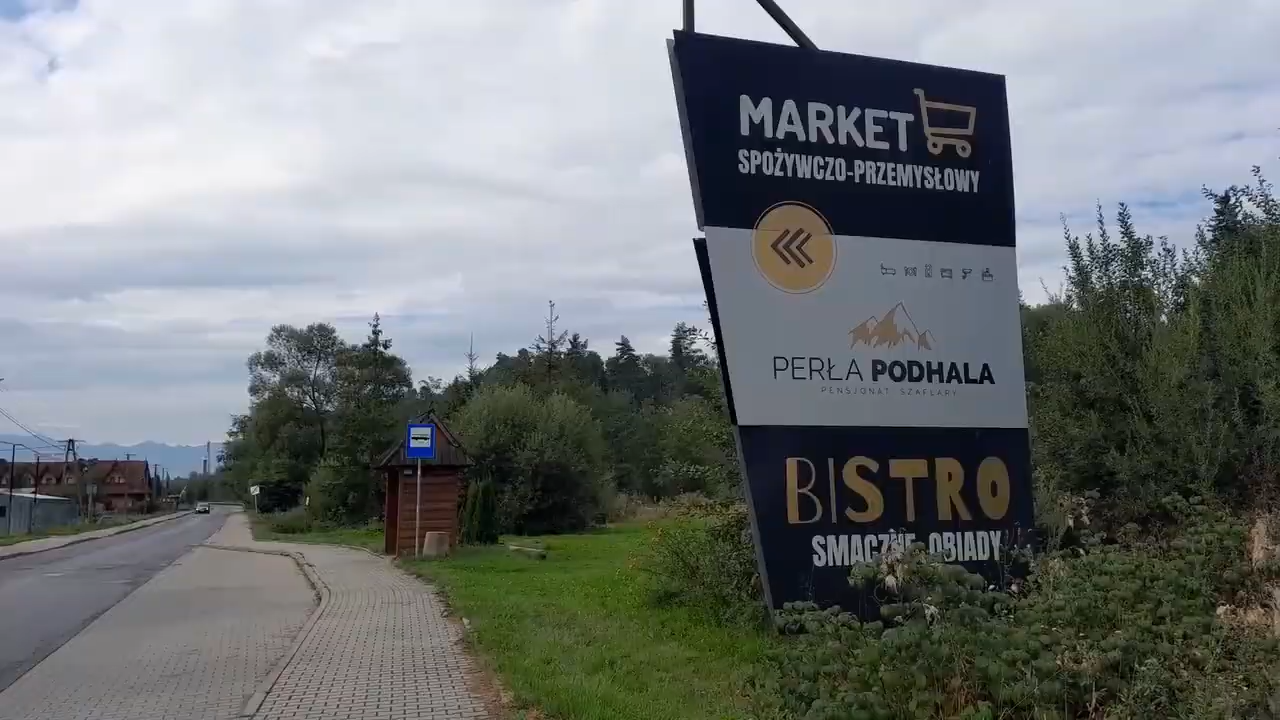 MARKET
SPOŻYWCZO-PRZEMYSŁOWY
PERŁA PODHALA
PENSJONAT SZAFLARY
BISTRO
SMACZNE OBIADY